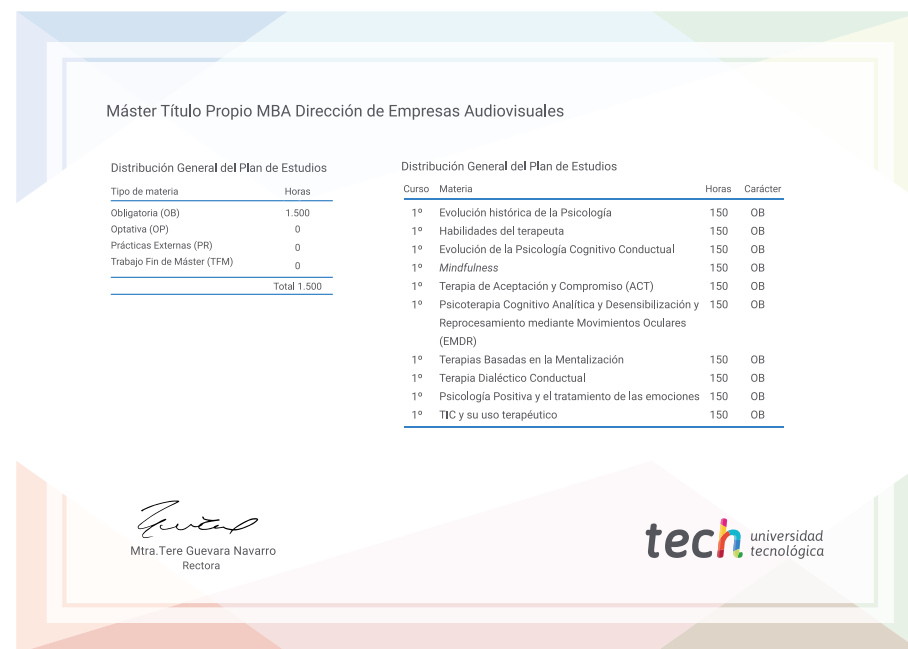 Máster Título Propio MBA Dirección de Empresas Audiovisuales
Distribución General del Plan de Estudios
Tipo de materia Horas
Obligatoria (OB) 1.500
Optativa (OP) 0
Prácticas Externas (PR) 0
Trabajo Fin de Máster (TFM) 0
Total 1.500
Distribución General del Plan de Estudios
Curso Materia Horas Carácter
1º Evolución histórica de la Psicología 150 OB
1º Habilidades del terapeuta 150 OB
1º Evolución de la Psicología Cognitivo Conductual 150 OB
1º Mindfulness 150 OB
1º Terapia de Aceptación y Compromiso (ACT) 150 OB
1º Psicoterapia Cognitivo Analítica y Desensibilización y 150 OB
Reprocesamiento mediante Movimientos Oculares
(EMDR)
1º Terapias Basadas en la Mentalización 150 OB
1º Terapia Dialéctico Conductual 150 OB
1º Psicología Positiva y el tratamiento de las emociones 150 OB
1º TIC y su uso terapéutico 150 OB
Mtra.Tere Guevara Navarro
Rectora
tech universidad
tecnológica